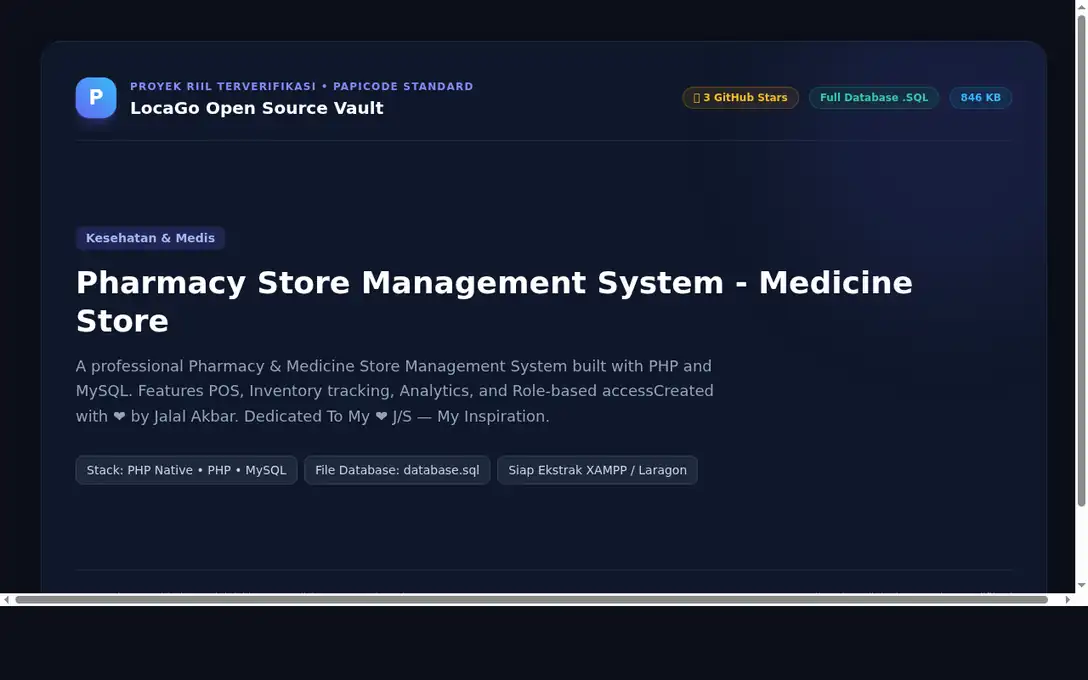 P
PROYEK RIIL TERVERIFIKASI • PAPICODE STANDARD
LocaGo Open Source Vault
3 GitHub Stars
Full Database .SQL
846 KB
Kesehatan & Medis
Pharmacy Store Management System - Medicine
Store
A professional Pharmacy & Medicine Store Management System built with PHP and
MySQL. Features POS, Inventory tracking, Analytics, and Role-based accessCreated
with ❤ by Jalal Akbar. Dedicated To My ❤ J/S — My Inspiration.
Stack: PHP Native • PHP • MySQL
File Database: database.sql
Siap Ekstrak XAMPP / Laragon